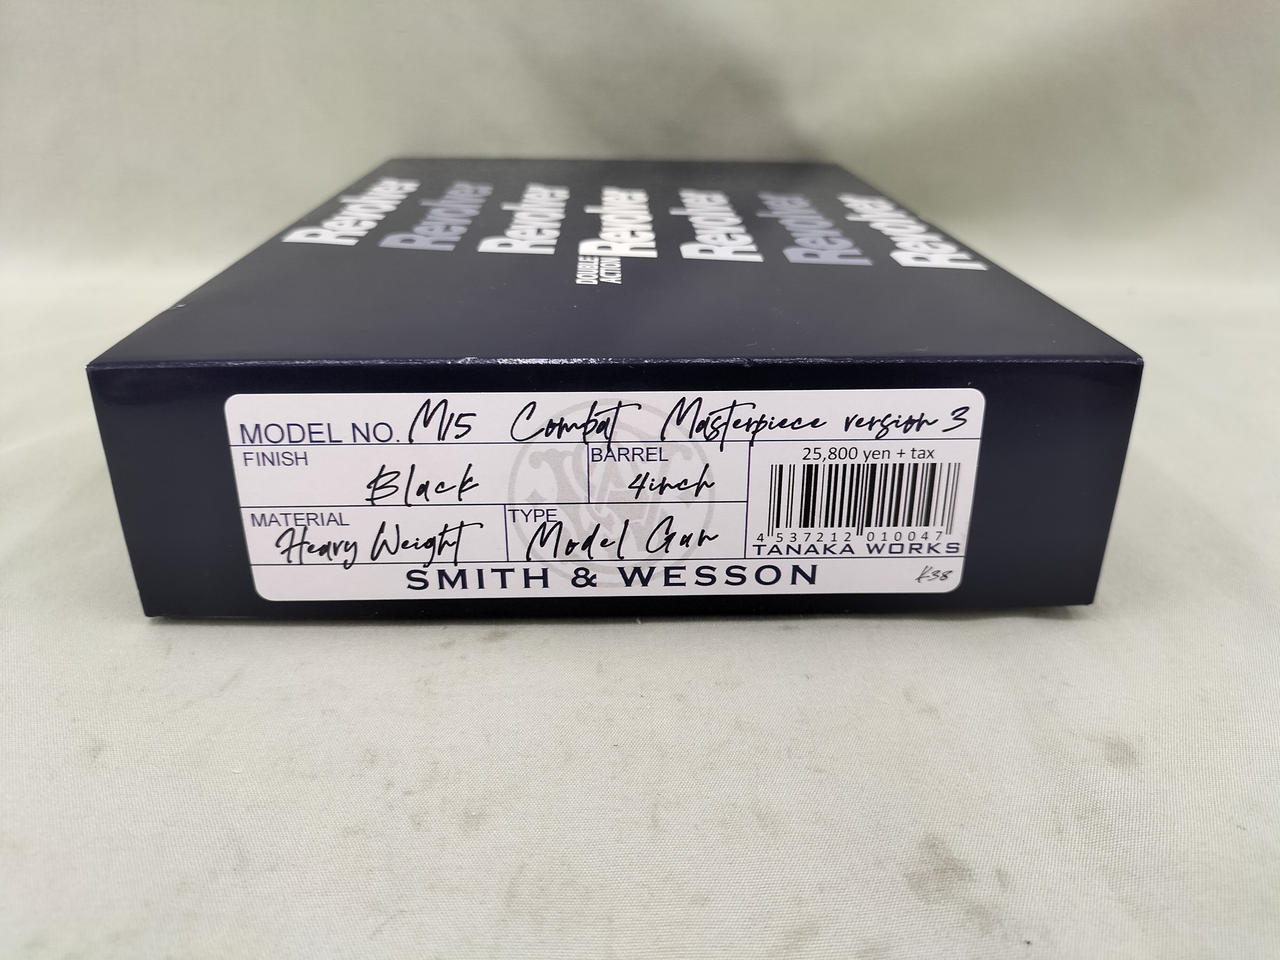 Revolver
Revolver
Revolver
DOUBLE
ACTION
Revolver
Revolver
Revolver
Revolver
MODEL NO. M15 Combat Masterpiece version 3
FINISH Black
BARREL 4inch
25,800 yen + tax
MATERIAL Heavy Weight
TYPE Model Gun
4 537212 010047
TANAKA WORKS
SMITH & WESSON
K38